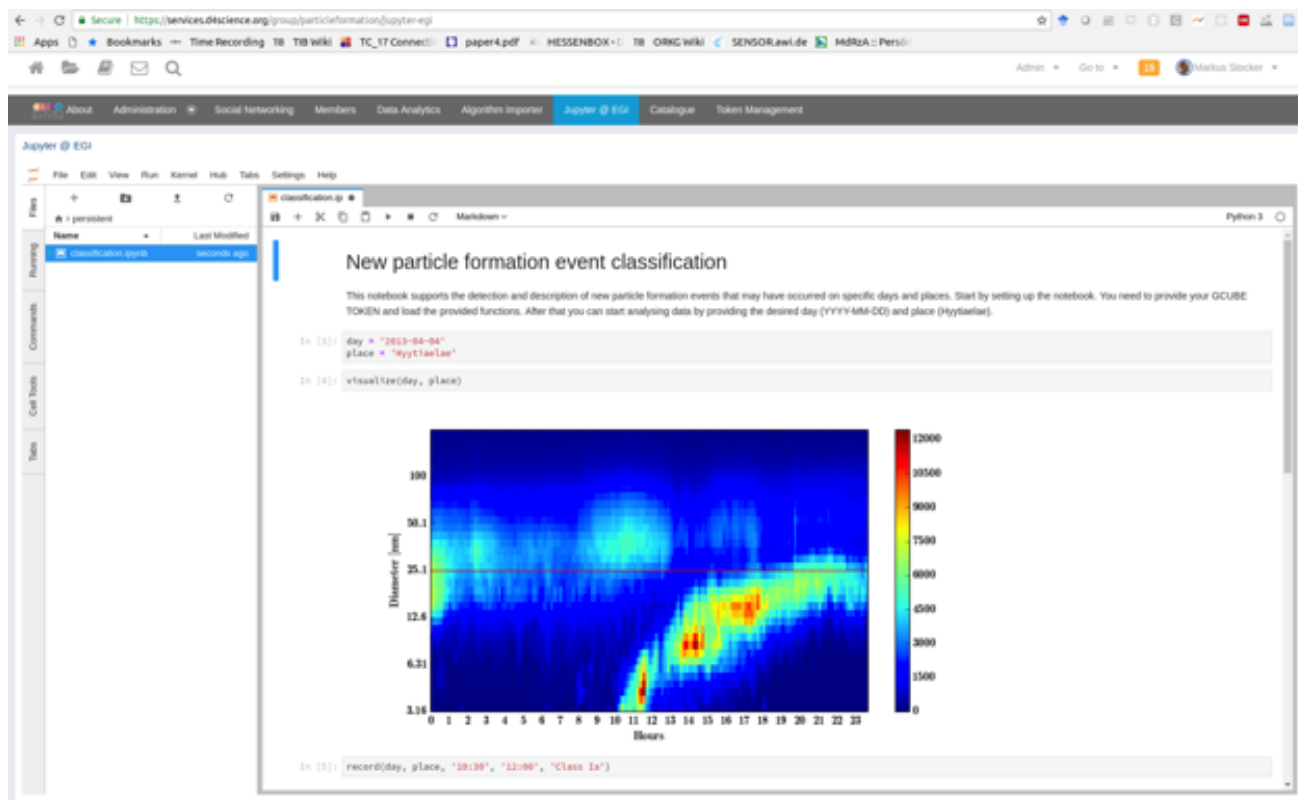 Secure | https://services.d4science.org/group/particleformation/jupyter-egi
Apps Bookmarks Time Recording TIB TIB Wiki TC_17 Connecti paper4.pdf HESSENBOX TIB ORKG Wiki SENSOR.awi.de MdRzA :: Persö
Admin Go to 19 Markus Stocker
About Administration Social Networking Members Data Analytics Algorithm Importer Jupyter @ EGI Catalogue Token Management
Jupyter @ EGI
File Edit View Run Kernel Hub Tabs Settings Help
Files
Running
Commands
Cell Tools
Tabs
> persistent
Name Last Modified
classification.ipynb seconds ago
classification.ip
Markdown
Python 3
New particle formation event classification
This notebook supports the detection and description of new particle formation events that may have occurred on specific days and places. Start by setting up the notebook. You need to provide your GCUBE
TOKEN and load the provided functions. After that you can start analysing data by providing the desired day (YYYY-MM-DD) and place (Hyytiaelae).
In [3]: day = '2013-04-04'
place = 'Hyytiaelae'
In [4]: visualize(day, place)
Diameter [nm]
100
50.1
25.1
12.6
6.31
3.16
0 1 2 3 4 5 6 7 8 9 10 11 12 13 14 15 16 17 18 19 20 21 22 23
Hours
12000
10500
9000
7500
6000
4500
3000
1500
0
In [5]: record(day, place, '10:30', '12:00', 'Class Ia')